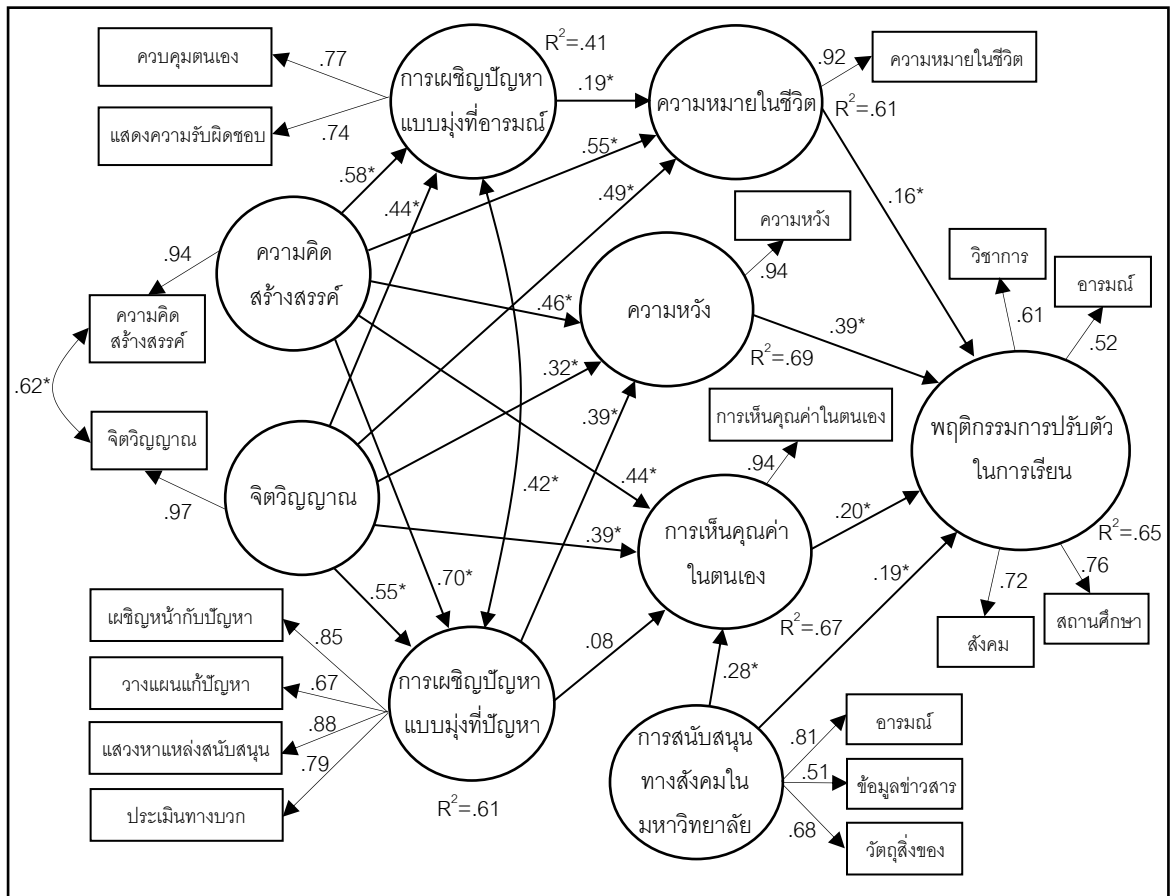 R²=.41
ควบคุมตนเอง
.77
การเผชิญปัญหา
แบบมุ่งที่อารมณ์
.19*
ความหมายในชีวิต
.92
ความหมายในชีวิต
R²=.61
แสดงความรับผิดชอบ
.74
.58*
.55*
.44*
.49*
.16*
ความคิด
สร้างสรรค์
.94
ความหวัง
.94
วิชาการ
อารมณ์
ความคิด
สร้างสรรค์
.46*
ความหวัง
.39*
.61
.52
.62*
.32*
R²=.69
จิตวิญญาณ
.39*
การเห็นคุณค่าในตนเอง
พฤติกรรมการปรับตัว
ในการเรียน
.97
จิตวิญญาณ
.42*
.44*
.94
.39*
การเห็นคุณค่า
ในตนเอง
.20*
R²=.65
.55*
.70*
.19*
.72
.76
เผชิญหน้ากับปัญหา
.85
R²=.67
สังคม
สถานศึกษา
วางแผนแก้ปัญหา
.67
การเผชิญปัญหา
แบบมุ่งที่ปัญหา
.08
.28*
แสวงหาแหล่งสนับสนุน
.88
.79
การสนับสนุน
ทางสังคมใน
มหาวิทยาลัย
.81
อารมณ์
.51
ข้อมูลข่าวสาร
ประเมินทางบวก
R²=.61
.68
วัตถุสิ่งของ